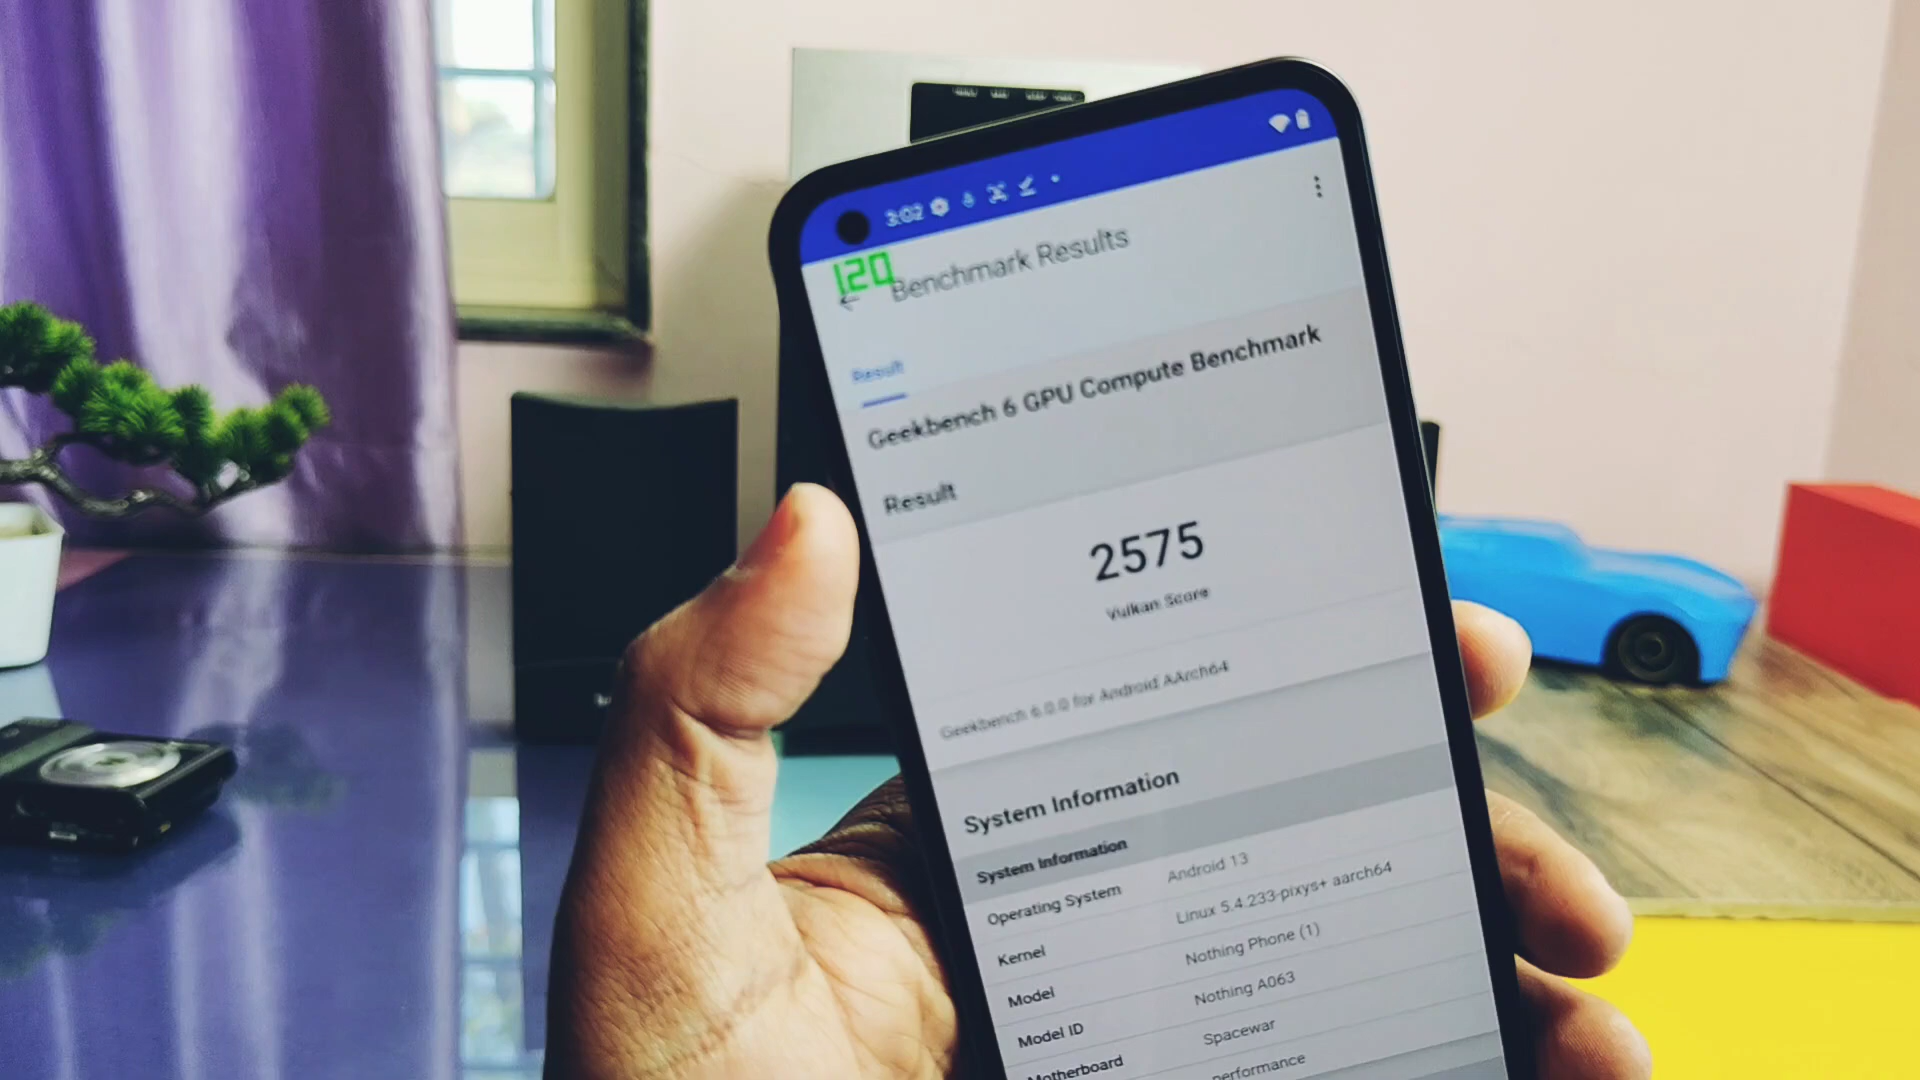 3:02
120
Benchmark Results
Result
Geekbench 6 GPU Compute Benchmark
Result
2575
Vulkan Score
Geekbench 6.0.0 for Android AArch64
System Information
System Information
Operating System Android 13
Kernel Linux 5.4.233-pixys+ aarch64
Model Nothing Phone (1)
Model ID Nothing A063
Motherboard Spacewar
performance